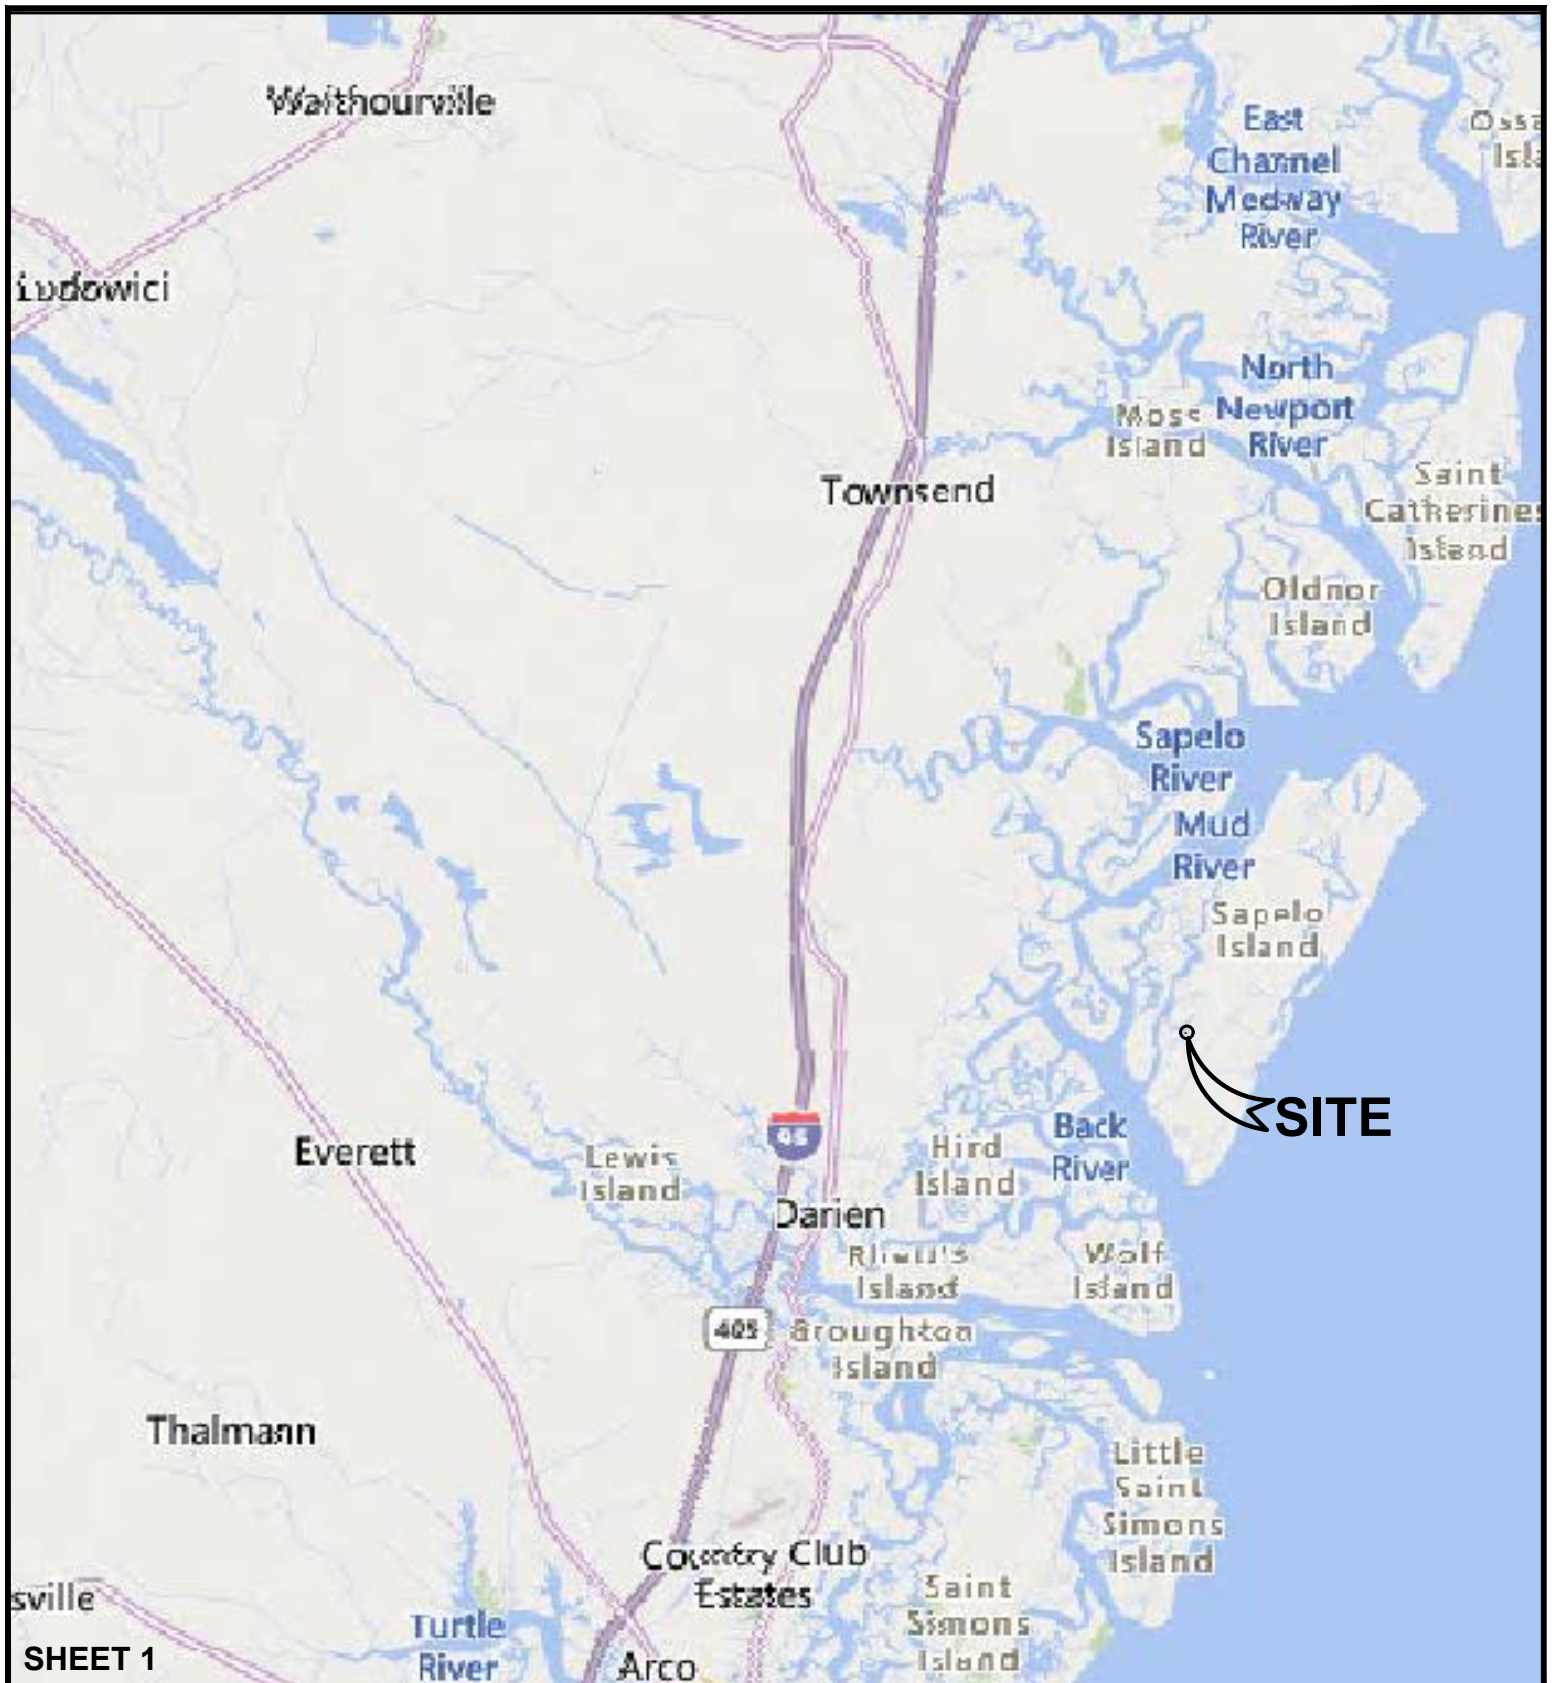 Walthourville
East
Channel
Medway
River
Ossa
Isla
Ludowici
North
Newport
River
Moss
Island
Saint
Catherines
Island
Townsend
Oldnor
Island
Sapelo
River
Mud
River
Sapelo
Island
SITE
Back
River
Hird
Island
Everett
Lewis
Island
Darien
Island
Wolf
Island
405
Broughton
Island
Thalmann
Little
Saint
Simons
Island
Country Club
Estates
Saint
Simons
Island
sville
Turtle
River
Arco
SHEET 1